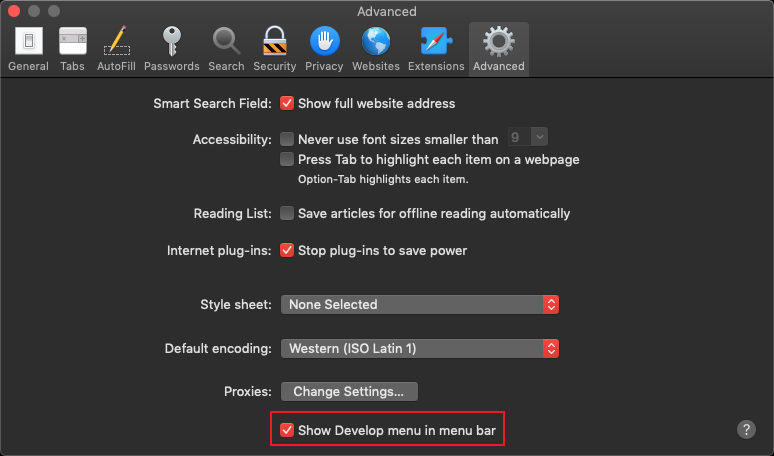 Advanced
General Tabs AutoFill Passwords Search Security Privacy Websites Extensions Advanced
Smart Search Field: Show full website address
Accessibility: Never use font sizes smaller than 9
Press Tab to highlight each item on a webpage
Option-Tab highlights each item.
Reading List: Save articles for offline reading automatically
Internet plug-ins: Stop plug-ins to save power
Style sheet: None Selected
Default encoding: Western (ISO Latin 1)
Proxies: Change Settings...
Show Develop menu in menu bar
?